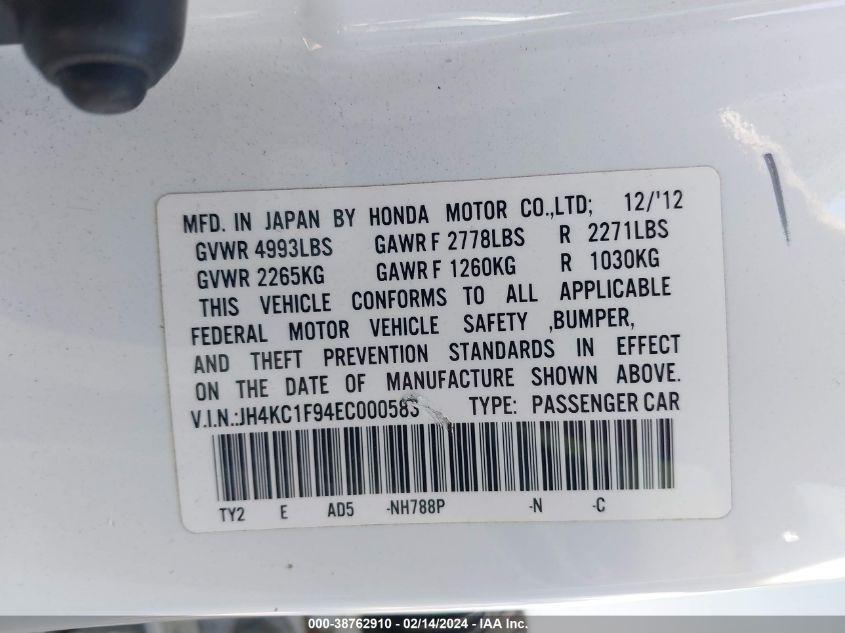 MFD. IN JAPAN BY HONDA MOTOR CO.,LTD; 12/'12
GVWR 4993LBS GAWR F 2778LBS R 2271LBS
GVWR 2265KG GAWR F 1260KG R 1030KG
THIS VEHICLE CONFORMS TO ALL APPLICABLE
FEDERAL MOTOR VEHICLE SAFETY ,BUMPER,
AND THEFT PREVENTION STANDARDS IN EFFECT
ON THE DATE OF MANUFACTURE SHOWN ABOVE.
V.I.N.:JH4KC1F94EC000583 TYPE: PASSENGER CAR
TY2 E AD5 -NH788P -N -C
000-38762910 - 02/14/2024 - IAA Inc.